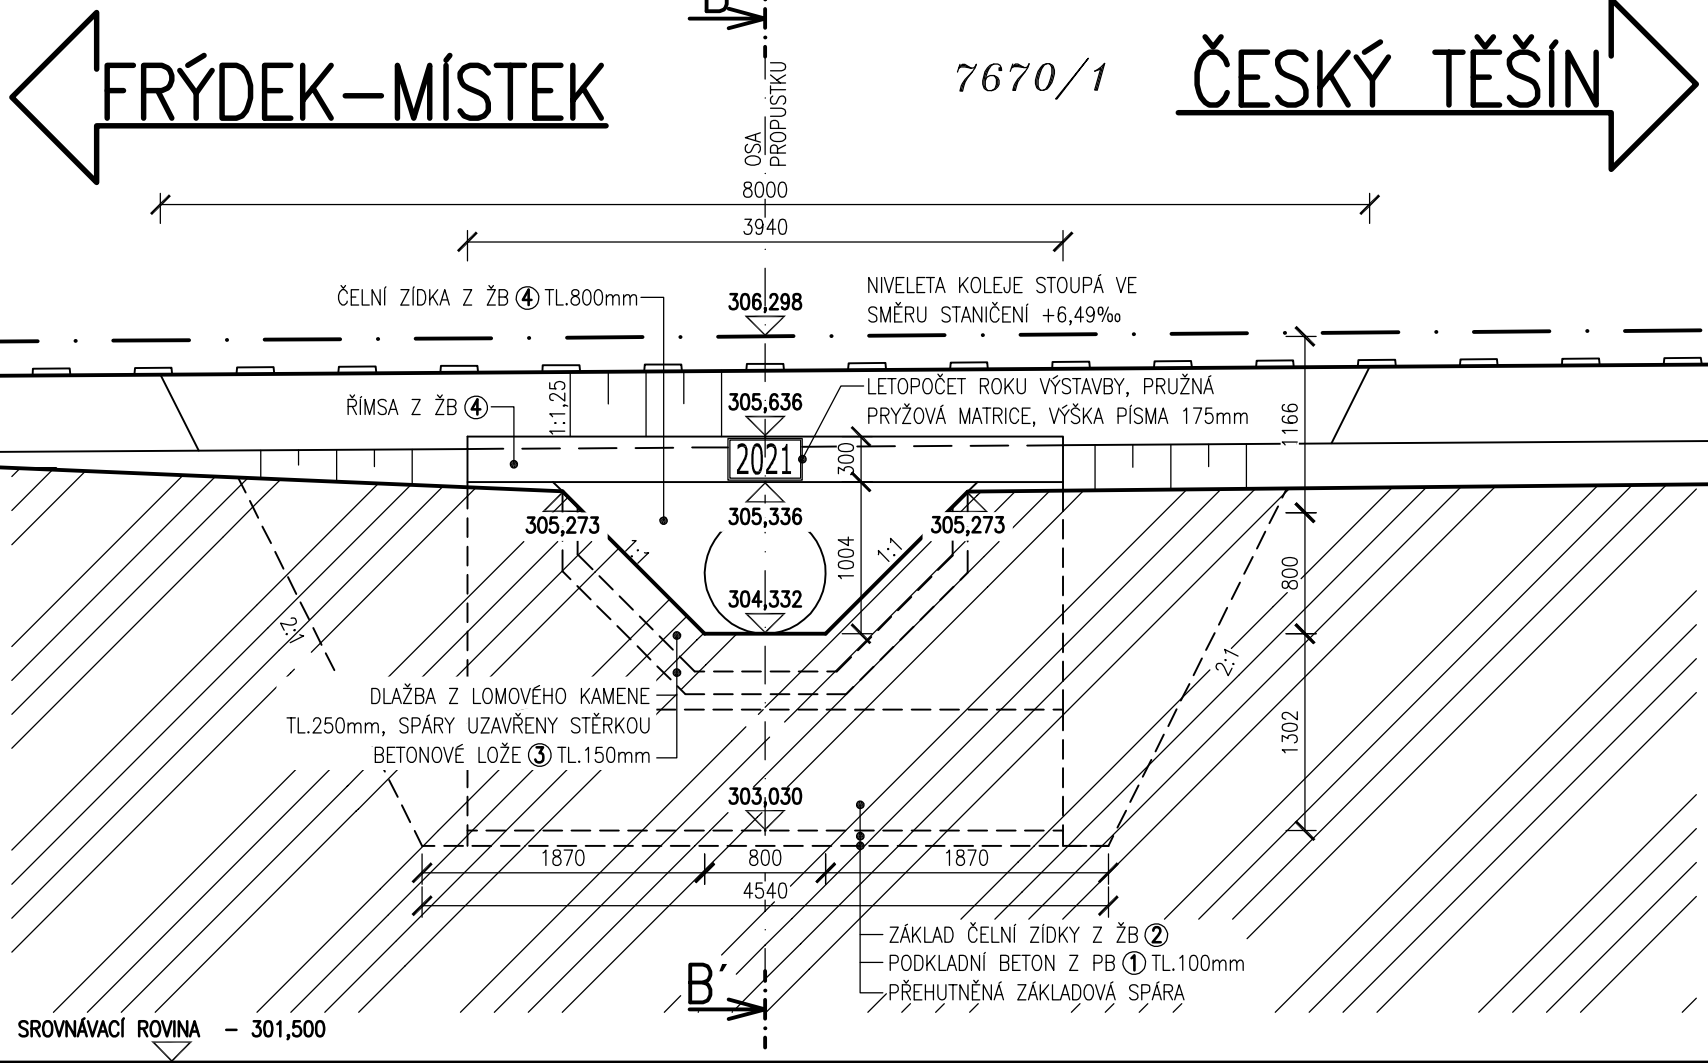 B
FRÝDEK–MÍSTEK
7670/1
ČESKÝ TĚŠÍN
OSA
PROPUSTKU
8000
3940
ČELNÍ ZÍDKA Z ŽB ④ TL.800mm
306,298
NIVELETA KOLEJE STOUPÁ VE
SMĚRU STANIČENÍ +6,49‰
ŘÍMSA Z ŽB ④
1:1,25
305,636
LETOPOČET ROKU VÝSTAVBY, PRUŽNÁ
PRYŽOVÁ MATRICE, VÝŠKA PÍSMA 175mm
1166
2021
300
305,273
305,336
305,273
1:1
1004
1:1
800
304,332
2:1
2:1
DLAŽBA Z LOMOVÉHO KAMENE
TL.250mm, SPÁRY UZAVŘENY STĚRKOU
BETONOVÉ LOŽE ③ TL.150mm
1302
303,030
1870
800
1870
4540
ZÁKLAD ČELNÍ ZÍDKY Z ŽB ②
PODKLADNÍ BETON Z PB ① TL.100mm
PŘEHUTNĚNÁ ZÁKLADOVÁ SPÁRA
B´
SROVNÁVACÍ ROVINA - 301,500